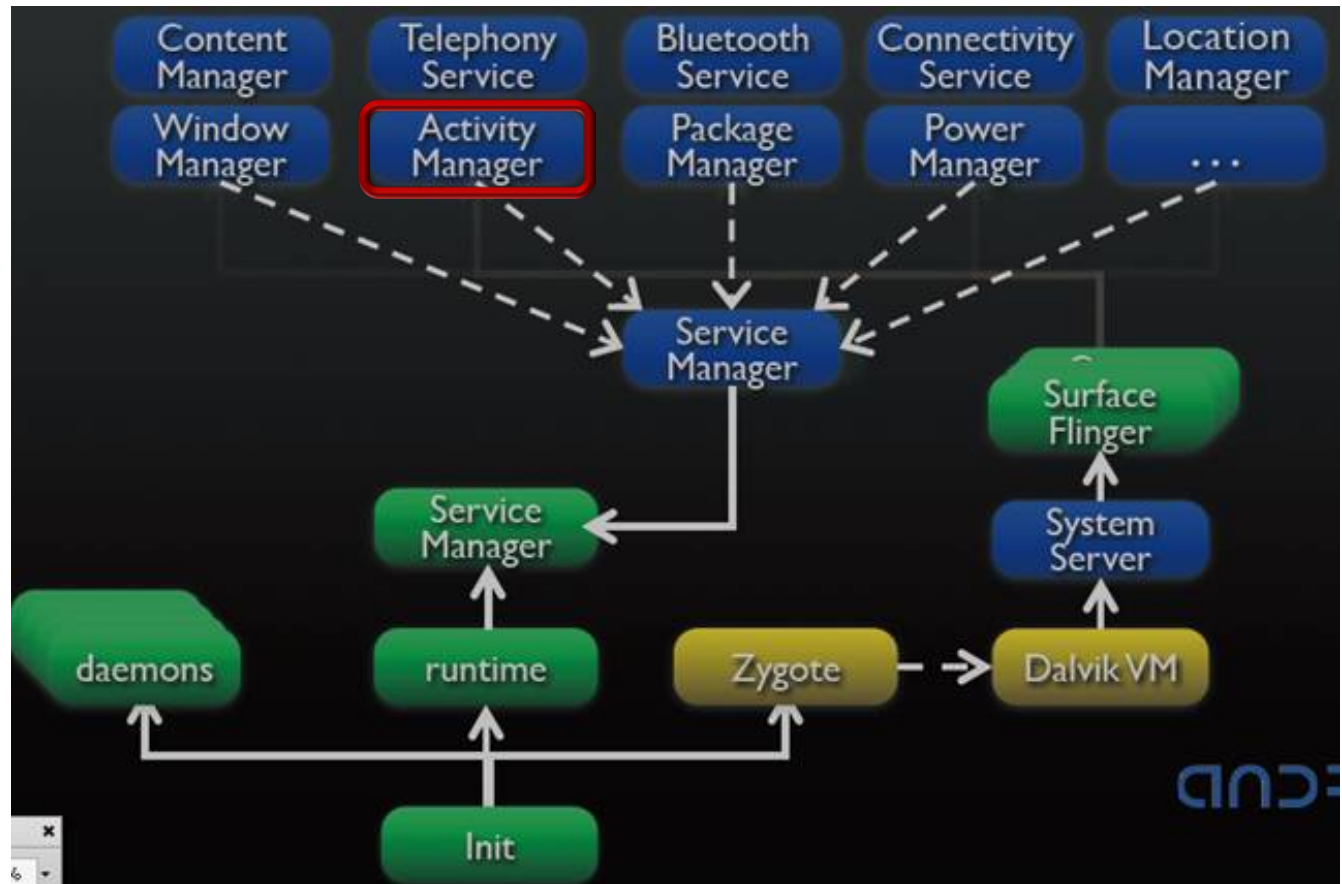 Content
Manager
Telephony
Service
Bluetooth
Service
Connectivity
Service
Location
Manager
Window
Manager
Activity
Manager
Package
Manager
Power
Manager
...
Service
Manager
Surface
Flinger
Service
Manager
System
Server
daemons
runtime
Zygote
Dalvik VM
Init